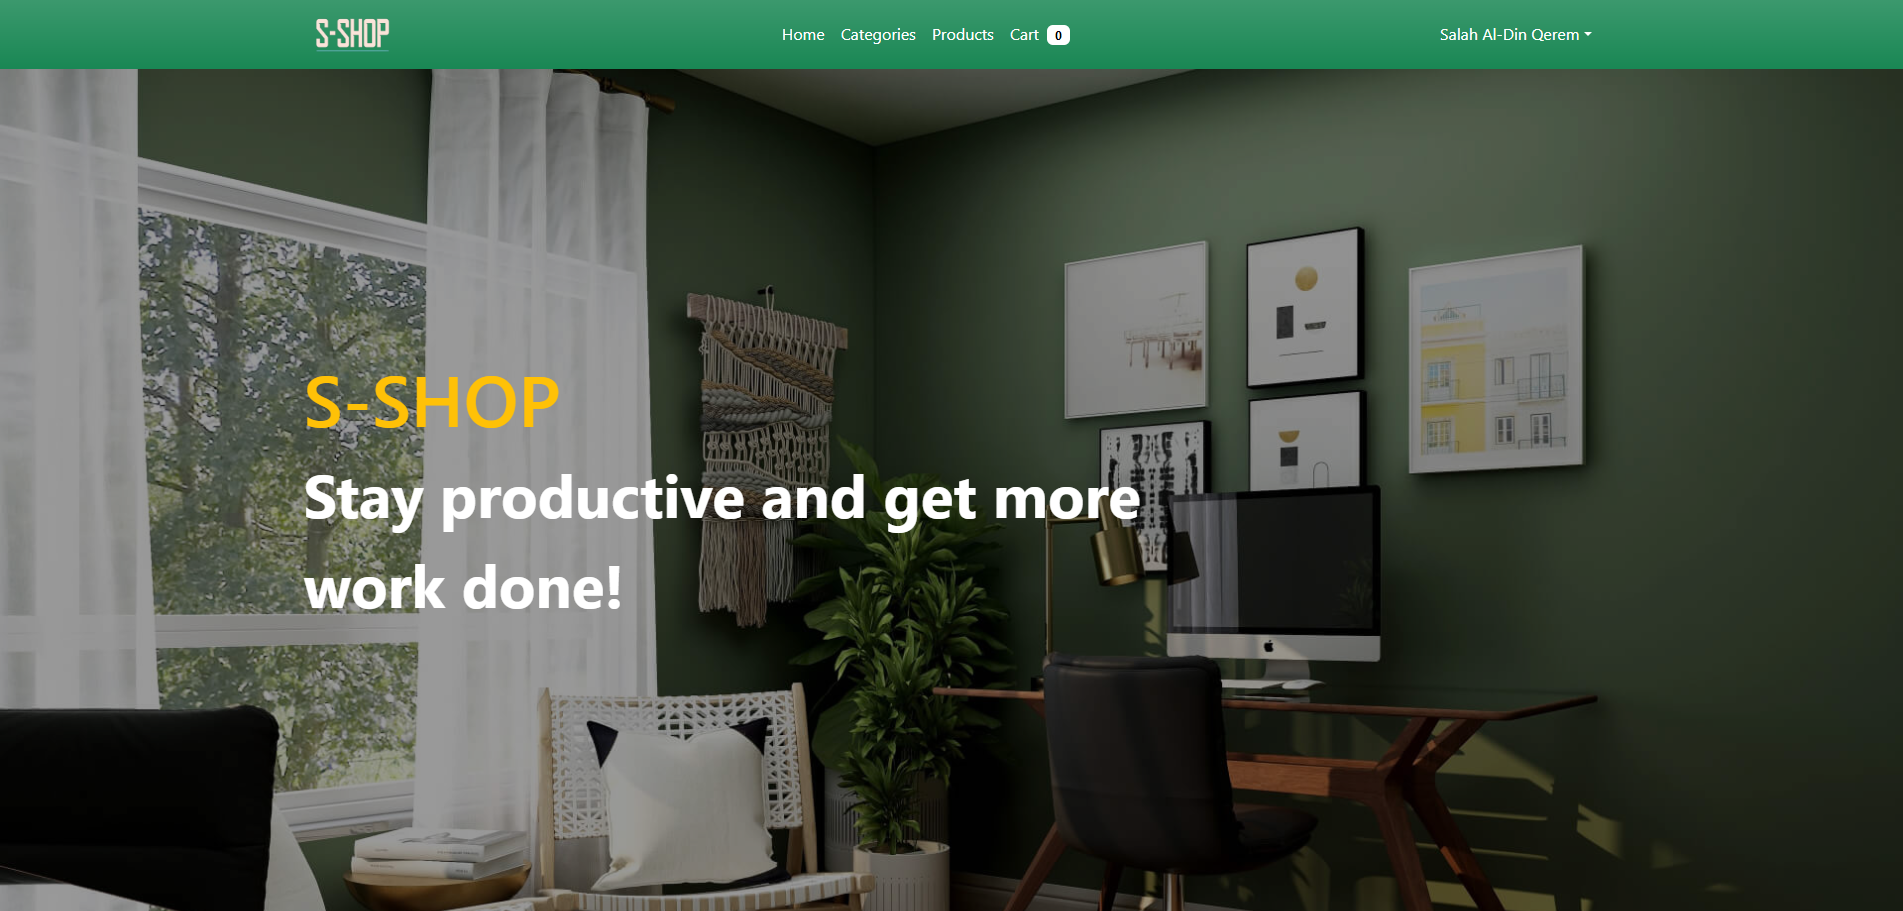 S-SHOP
Home Categories Products Cart 0
Salah Al-Din Qerem
S-SHOP
Stay productive and get more
work done!